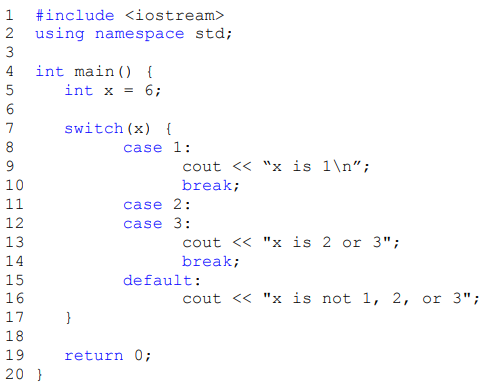 1 #include <iostream>
2 using namespace std;
3
4 int main() {
5    int x = 6;
6
7    switch(x) {
8          case 1:
9                cout << “x is 1\n”;
10                break;
11          case 2:
12          case 3:
13                cout << "x is 2 or 3";
14                break;
15          default:
16                cout << "x is not 1, 2, or 3";
17    }
18
19    return 0;
20 }